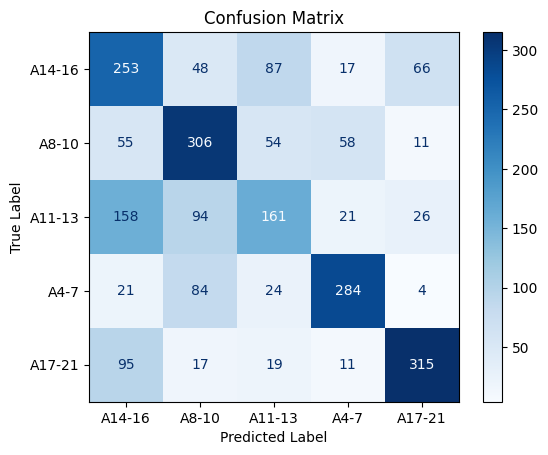 Confusion Matrix
True Label
A14-16 253 48 87 17 66
A8-10 55 306 54 58 11
A11-13 158 94 161 21 26
A4-7 21 84 24 284 4
A17-21 95 17 19 11 315
A14-16 A8-10 A11-13 A4-7 A17-21
Predicted Label
300
250
200
150
100
50